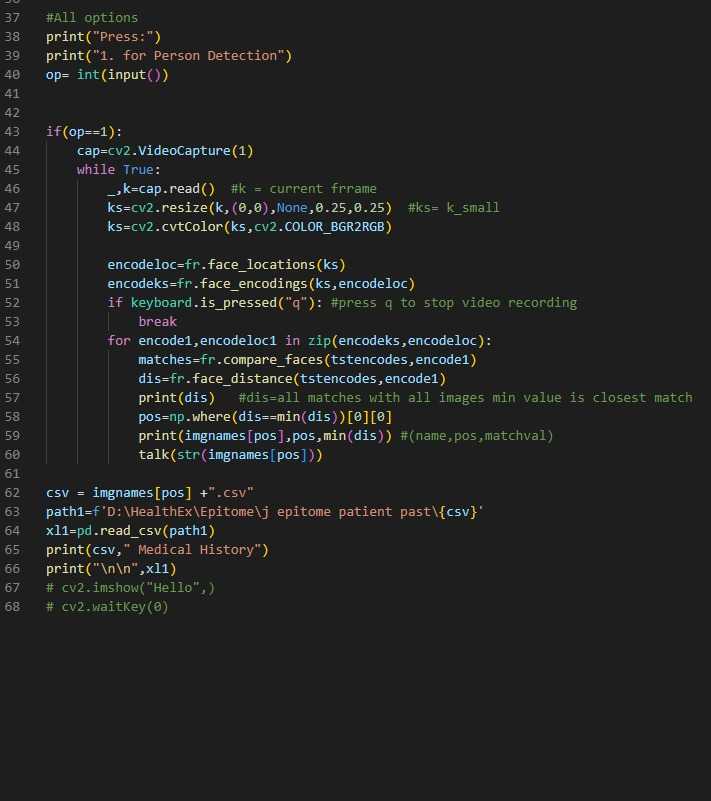 37 #All options
38 print("Press:")
39 print("1. for Person Detection")
40 op= int(input())
41
42
43 if(op==1):
44     cap=cv2.VideoCapture(1)
45     while True:
46         _,k=cap.read()  #k = current frrame
47         ks=cv2.resize(k,(0,0),None,0.25,0.25)  #ks= k_small
48         ks=cv2.cvtColor(ks,cv2.COLOR_BGR2RGB)
49
50         encodeloc=fr.face_locations(ks)
51         encodeks=fr.face_encodings(ks,encodeloc)
52         if keyboard.is_pressed("q"): #press q to stop video recording
53             break
54         for encode1,encodeloc1 in zip(encodeks,encodeloc):
55             matches=fr.compare_faces(tstencodes,encode1)
56             dis=fr.face_distance(tstencodes,encode1)
57             print(dis)   #dis=all matches with all images min value is closest match
58             pos=np.where(dis==min(dis))[0][0]
59             print(imgnames[pos],pos,min(dis)) #(name,pos,matchval)
60             talk(str(imgnames[pos]))
61
62 csv = imgnames[pos] +".csv"
63 path1=f'D:\HealthEx\Epitome\j epitome patient past\{csv}'
64 xl1=pd.read_csv(path1)
65 print(csv," Medical History")
66 print("\n\n",xl1)
67 # cv2.imshow("Hello",)
68 # cv2.waitKey(0)